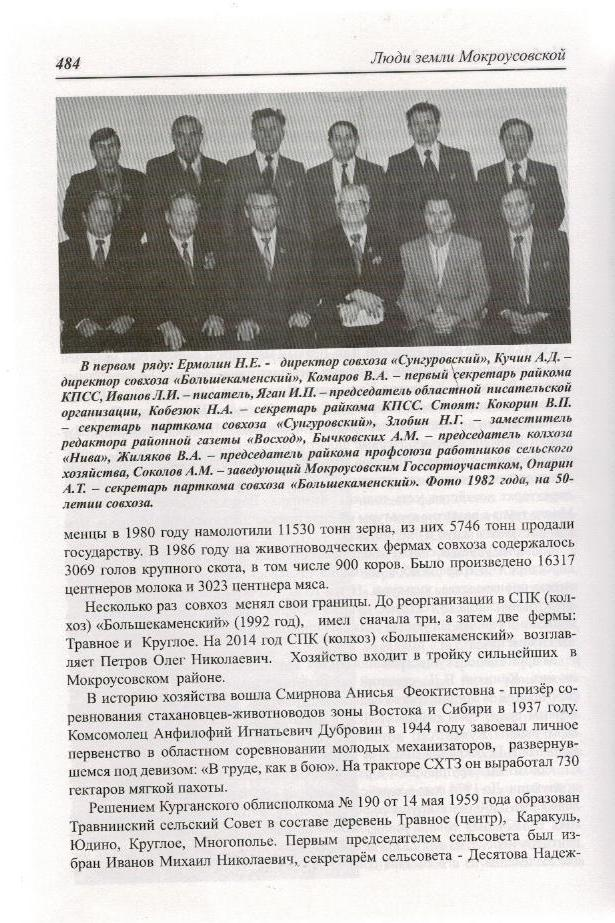 484
Люди земли Мокроусовской
В первом ряду: Ермолин Н.Е. - директор совхоза «Сунгуровский», Кучин А.Д. –
директор совхоза «Большекаменский», Комаров В.А. – первый секретарь райкома
КПСС, Иванов Л.И. – писатель, Яган И.П. – председатель областной писательской
организации, Кобезюк Н.А. – секретарь райкома КПСС. Стоят: Кокорин В.П.
– секретарь парткома совхоза «Сунгуровский», Злобин Н.Г. – заместитель
редактора районной газеты «Восход», Бычковских А.М. – председатель колхоза
«Нива», Жиляков В.А. – председатель райкома профсоюза работников сельского
хозяйства, Соколов А.М. – заведующий Мокроусовским Госсортоучастком, Опарин
А.Т. – секретарь парткома совхоза «Большекаменский». Фото 1982 года, на 50-
летии совхоза.
менцы в 1980 году намолотили 11530 тонн зерна, из них 5746 тонн продали
государству. В 1986 году на животноводческих фермах совхоза содержалось
3069 голов крупного скота, в том числе 900 коров. Было произведено 16317
центнеров молока и 3023 центнера мяса.
Несколько раз совхоз менял свои границы. До реорганизации в СПК (кол-
хоз) «Большекаменский» (1992 год), имел сначала три, а затем две фермы:
Травное и Круглое. На 2014 год СПК (колхоз) «Большекаменский» возглав-
ляет Петров Олег Николаевич. Хозяйство входит в тройку сильнейших в
Мокроусовском районе.
В историю хозяйства вошла Смирнова Анисья Феоктистовна - призёр со-
ревнования стахановцев-животноводов зоны Востока и Сибири в 1937 году.
Комсомолец Анфилофий Игнатьевич Дубровин в 1944 году завоевал личное
первенство в областном соревновании молодых механизаторов, развернув-
шемся под девизом: «В труде, как в бою». На тракторе СХТЗ он выработал 730
гектаров мягкой пахоты.
Решением Курганского облисполкома № 190 от 14 мая 1959 года образован
Травнинский сельский Совет в составе деревень Травное (центр), Каракуль,
Юдино, Круглое, Многополье. Первым председателем сельсовета был из-
бран Иванов Михаил Николаевич, секретарём сельсовета - Десятова Надеж-